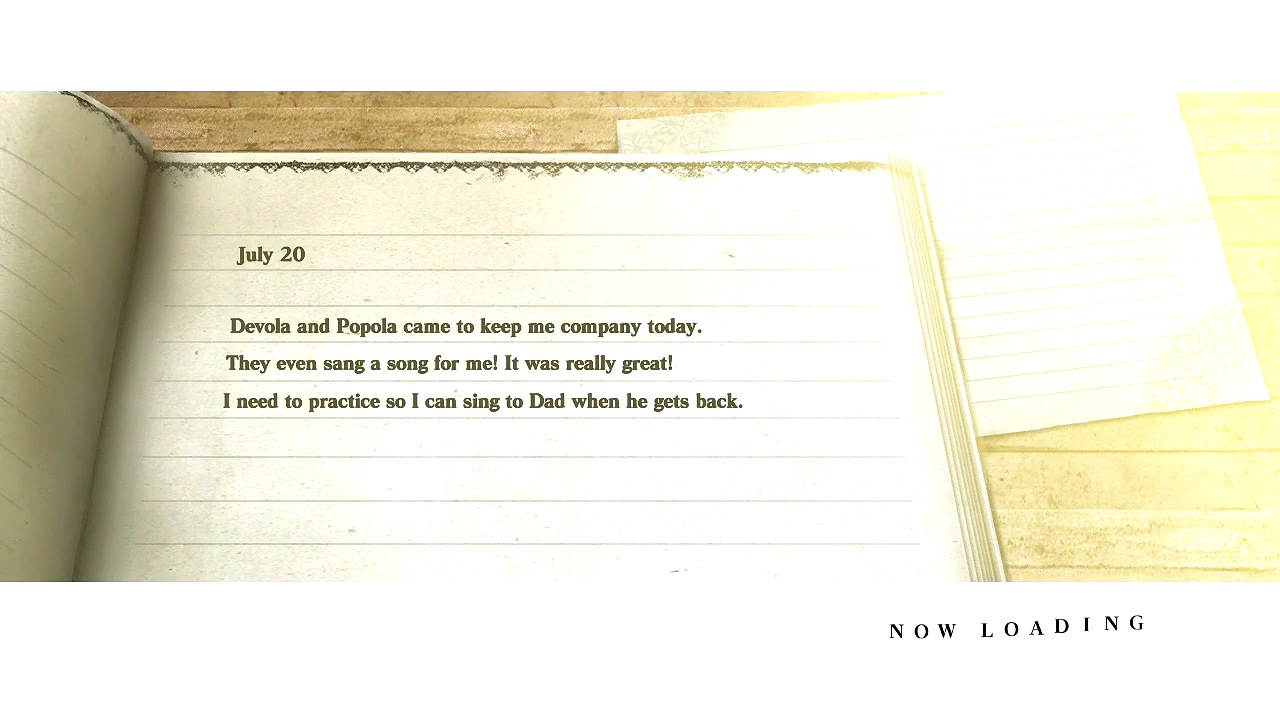 July 20
Devola and Popola came to keep me company today.
They even sang a song for me! It was really great!
I need to practice so I can sing to Dad when he gets back.
NOW LOADING